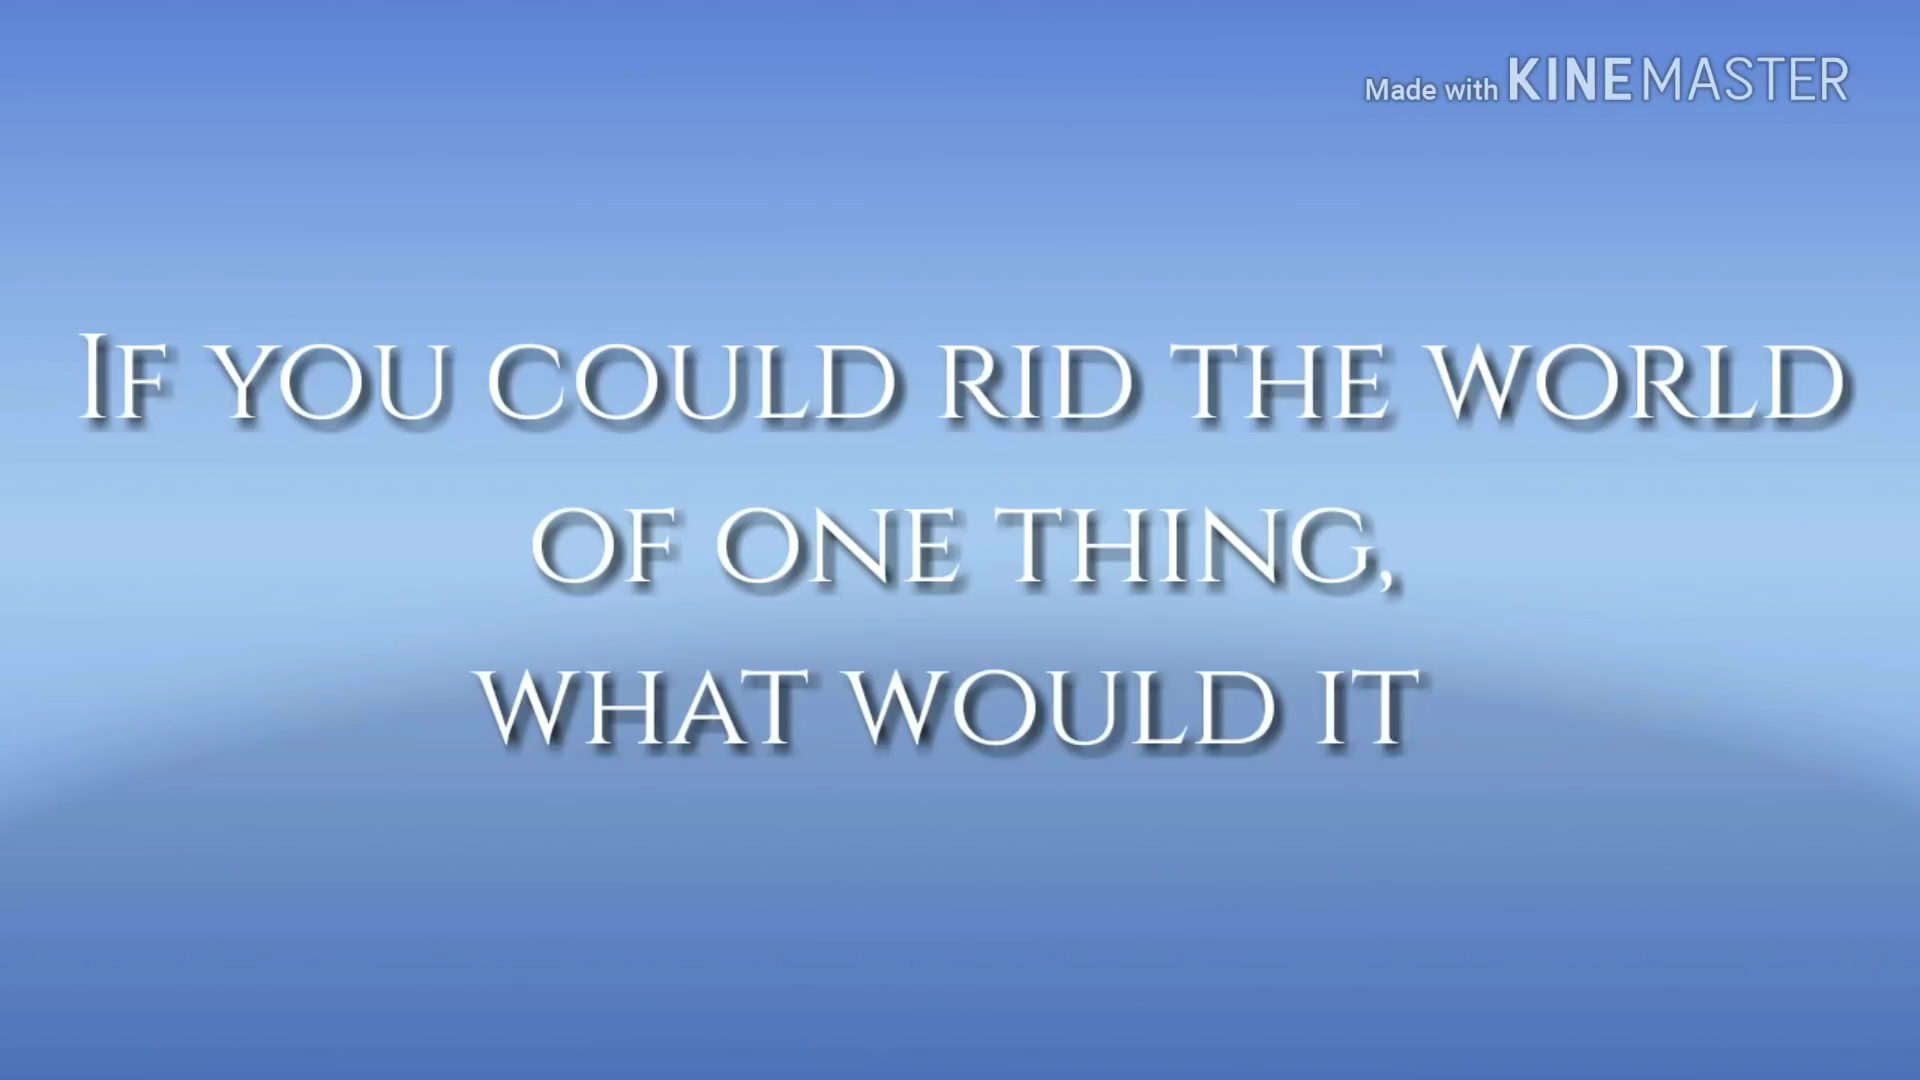 Made with KINEMASTER
IF YOU COULD RID THE WORLD
OF ONE THING,
WHAT WOULD IT